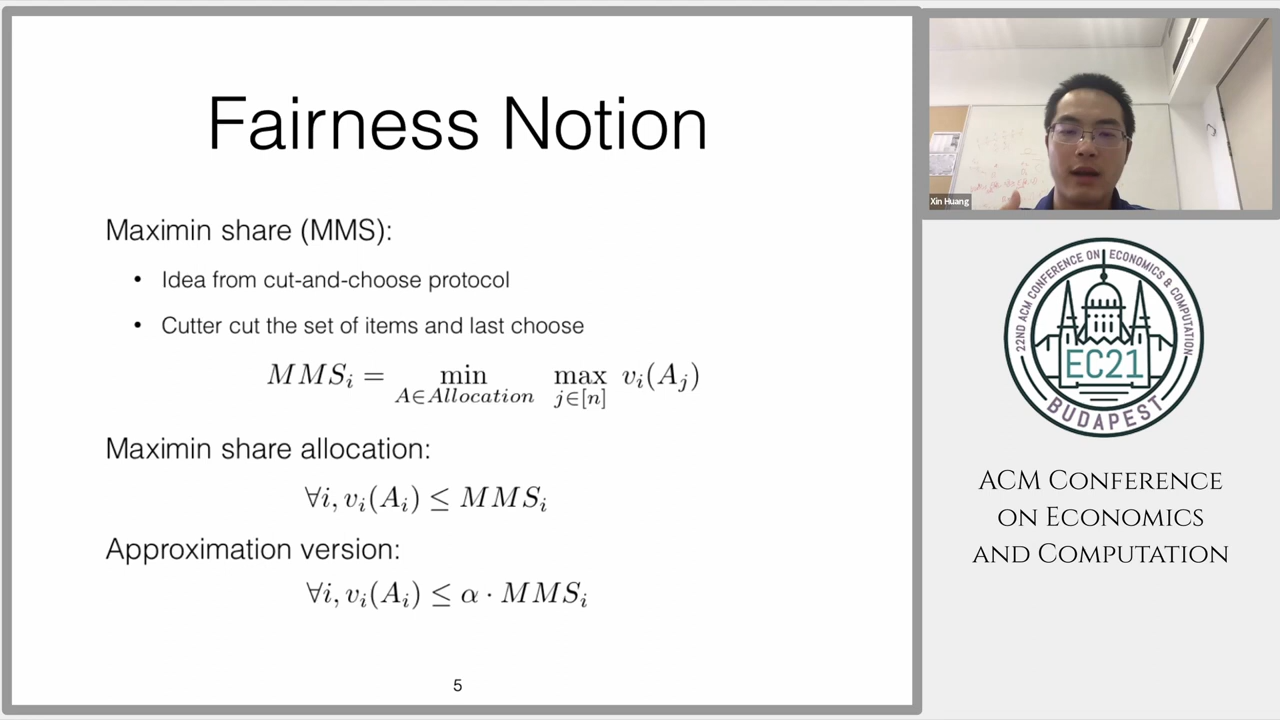 Fairness Notion
Maximin share (MMS):
• Idea from cut-and-choose protocol
• Cutter cut the set of items and last choose
MMS_i = min_{A∈Allocation} max_{j∈[n]} v_i(A_j)
Maximin share allocation:
∀i, v_i(A_i) ≤ MMS_i
Approximation version:
∀i, v_i(A_i) ≤ α · MMS_i
5
Xin Huang
22ND ACM CONFERENCE ON ECONOMICS & COMPUTATION
EC21
BUDAPEST
ACM Conference
on Economics
and Computation